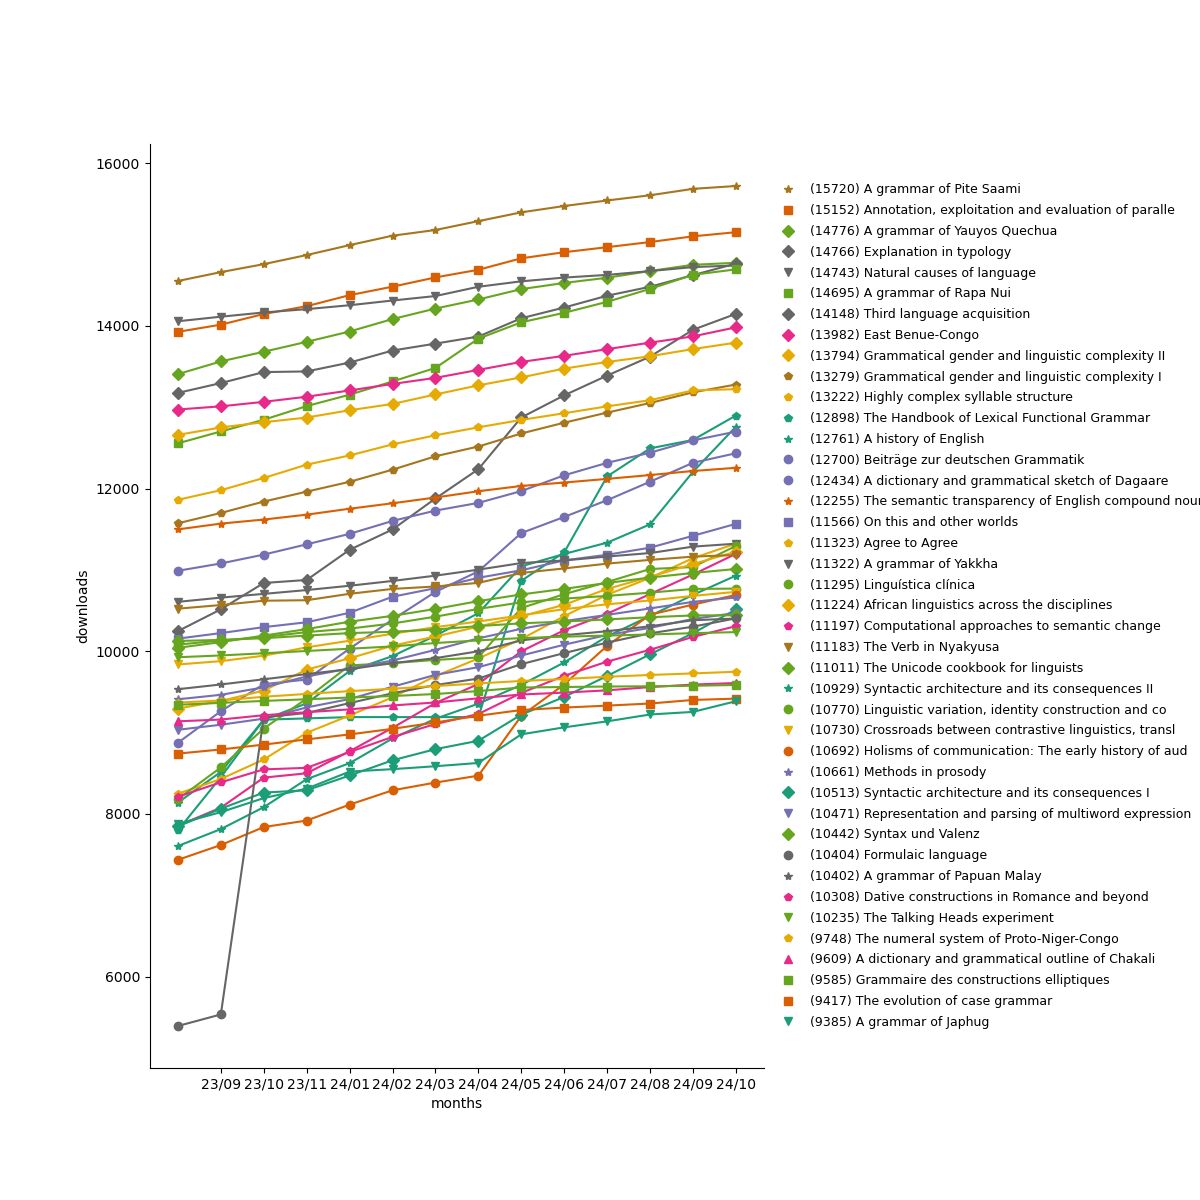 16000
14000
12000
10000
8000
6000
downloads
23/09 23/10 23/11 24/01 24/02 24/03 24/04 24/05 24/06 24/07 24/08 24/09 24/10
months
(15720) A grammar of Pite Saami
(15152) Annotation, exploitation and evaluation of paralle
(14776) A grammar of Yauyos Quechua
(14766) Explanation in typology
(14743) Natural causes of language
(14695) A grammar of Rapa Nui
(14148) Third language acquisition
(13982) East Benue-Congo
(13794) Grammatical gender and linguistic complexity II
(13279) Grammatical gender and linguistic complexity I
(13222) Highly complex syllable structure
(12898) The Handbook of Lexical Functional Grammar
(12761) A history of English
(12700) Beiträge zur deutschen Grammatik
(12434) A dictionary and grammatical sketch of Dagaare
(12255) The semantic transparency of English compound nour
(11566) On this and other worlds
(11323) Agree to Agree
(11322) A grammar of Yakkha
(11295) Linguística clínica
(11224) African linguistics across the disciplines
(11197) Computational approaches to semantic change
(11183) The Verb in Nyakyusa
(11011) The Unicode cookbook for linguists
(10929) Syntactic architecture and its consequences II
(10770) Linguistic variation, identity construction and co
(10730) Crossroads between contrastive linguistics, transl
(10692) Holisms of communication: The early history of aud
(10661) Methods in prosody
(10513) Syntactic architecture and its consequences I
(10471) Representation and parsing of multiword expression
(10442) Syntax und Valenz
(10404) Formulaic language
(10402) A grammar of Papuan Malay
(10308) Dative constructions in Romance and beyond
(10235) The Talking Heads experiment
(9748) The numeral system of Proto-Niger-Congo
(9609) A dictionary and grammatical outline of Chakali
(9585) Grammaire des constructions elliptiques
(9417) The evolution of case grammar
(9385) A grammar of Japhug